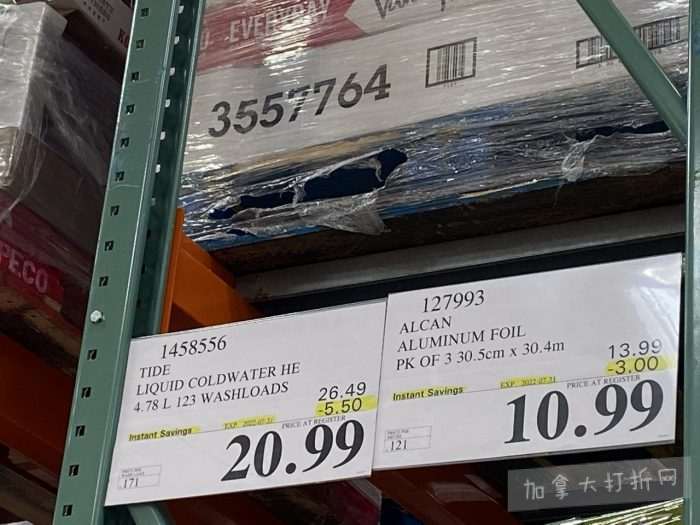 EVERYDAY
3557764
PECO
1458556
TIDE
LIQUID COLDWATER HE
4.78 L 123 WASHLOADS
26.49
-5.50
Instant Savings
EXP. 2022-07-31
PRICE AT REGISTER
20.99
.171
127993
ALCAN
ALUMINUM FOIL
PK OF 3 30.5cm x 30.4m
13.99
-3.00
Instant Savings
EXP. 2022-07-31
PRICE AT REGISTER
10.99
.121
加拿大打折网